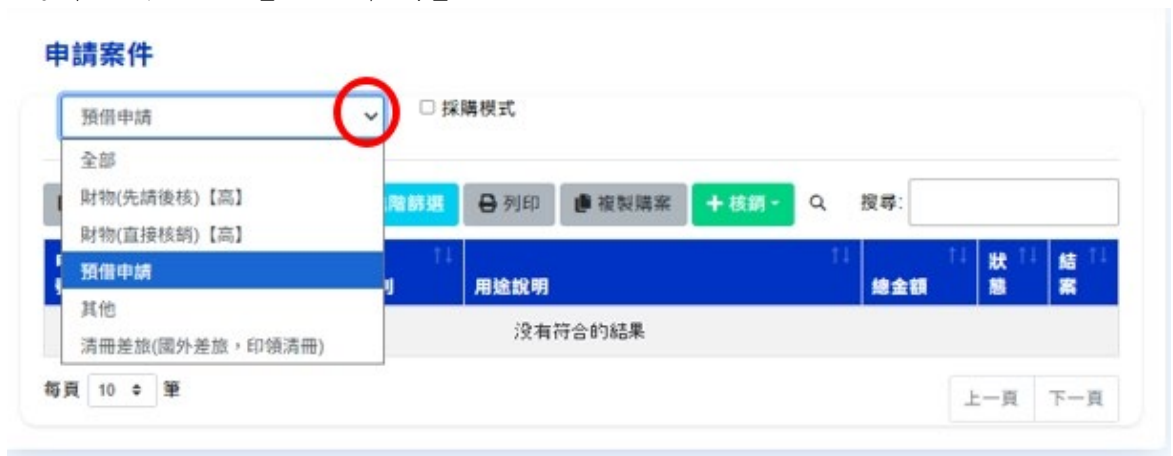 申請案件
預借申請
採購模式
全部
財物(先請後核)【高】
財物(直接核銷)【高】
預借申請
其他
清冊差旅(國外差旅，印領清冊)
階篩選
列印
複製購案
+ 核銷
搜尋:
用途說明
總金額
狀態
結案
沒有符合的結果
每頁 10 筆
上一頁
下一頁